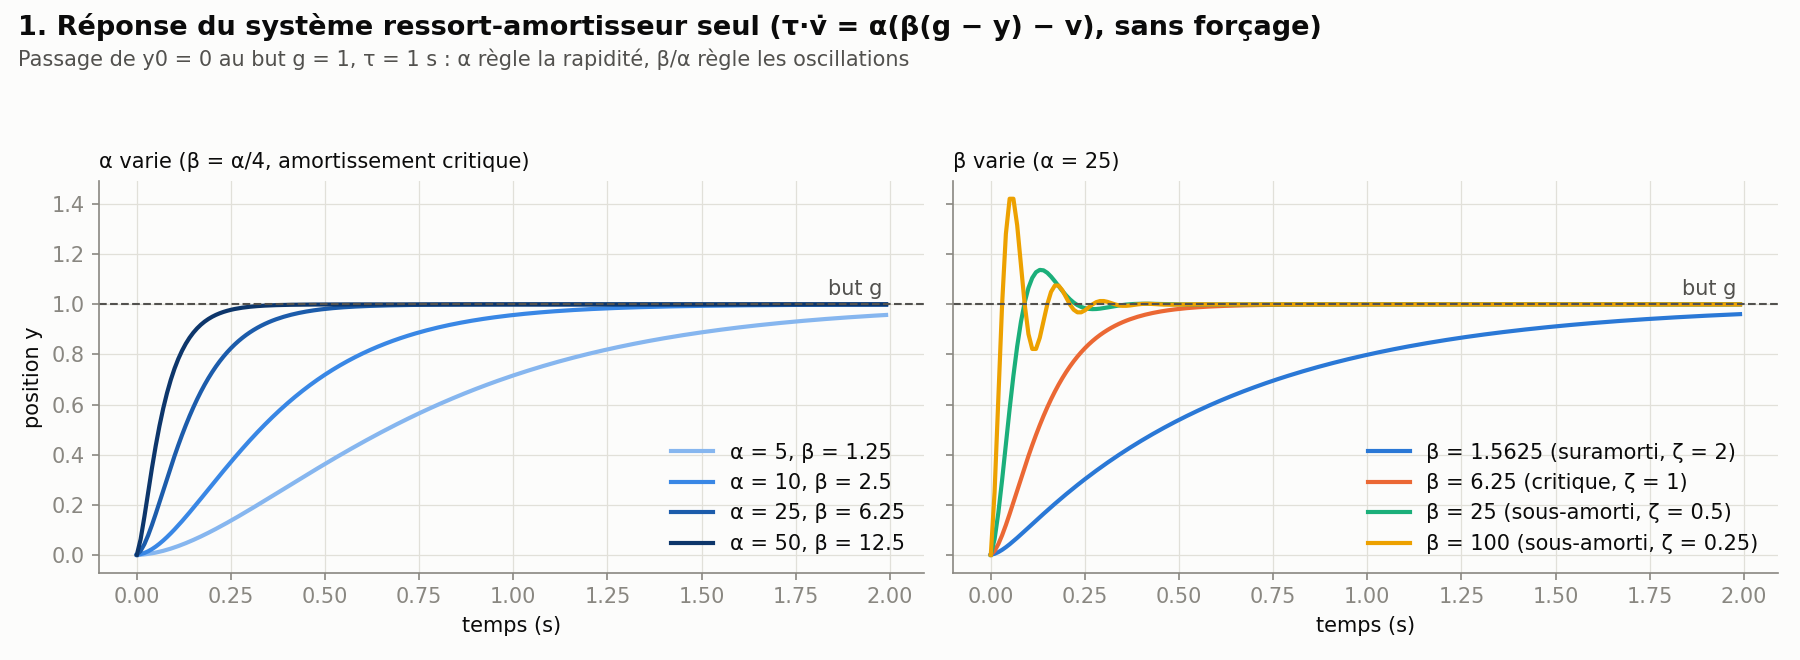 1. Réponse du système ressort-amortisseur seul (τ·v̇ = α(β(g − y) − v), sans forçage)
Passage de y0 = 0 au but g = 1, τ = 1 s : α règle la rapidité, β/α règle les oscillations
α varie (β = α/4, amortissement critique)
1.4
1.2
1.0
0.8
0.6
0.4
0.2
0.0
position y
but g
α = 5, β = 1.25
α = 10, β = 2.5
α = 25, β = 6.25
α = 50, β = 12.5
0.00 0.25 0.50 0.75 1.00 1.25 1.50 1.75 2.00
temps (s)
β varie (α = 25)
but g
β = 1.5625 (suramorti, ζ = 2)
β = 6.25 (critique, ζ = 1)
β = 25 (sous-amorti, ζ = 0.5)
β = 100 (sous-amorti, ζ = 0.25)
0.00 0.25 0.50 0.75 1.00 1.25 1.50 1.75 2.00
temps (s)